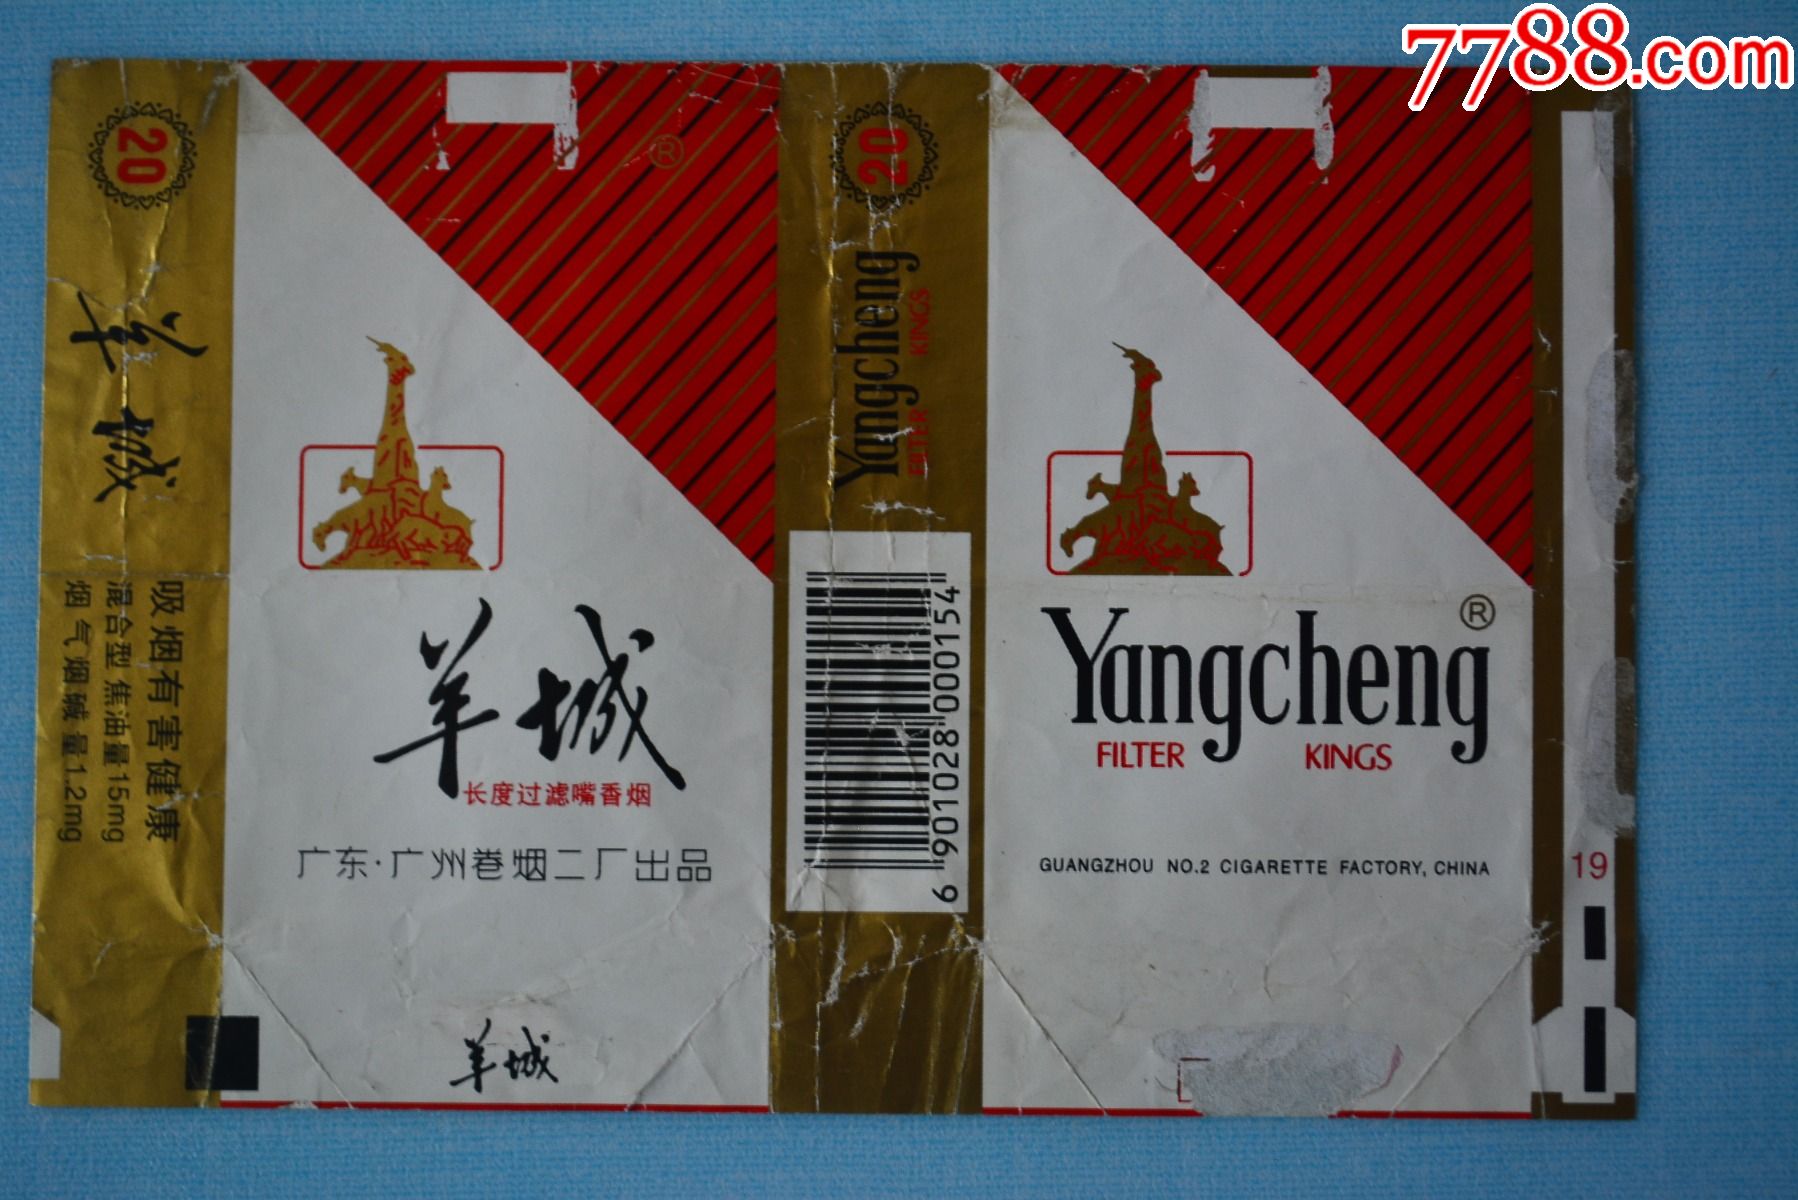 7788.com
20
羊城
吸烟有害健康
混合型 焦油量15mg
烟气烟碱量1.2mg
®
羊城
长度过滤嘴香烟
广东·广州卷烟二厂出品
羊城
20
Yangcheng
FILTER KINGS
6 901028 000154
Yangcheng®
FILTER KINGS
GUANGZHOU NO.2 CIGARETTE FACTORY, CHINA
19